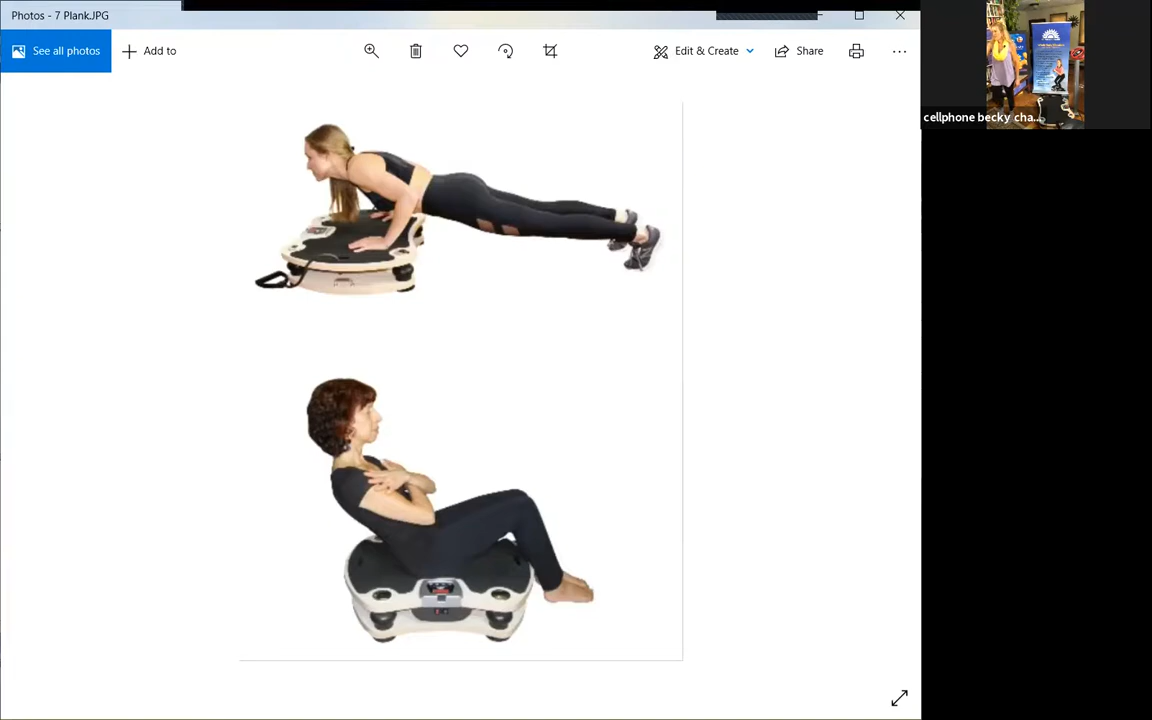 Photos - 7 Plank.JPG
See all photos
Add to
Edit & Create
Share
cellphone becky cha...